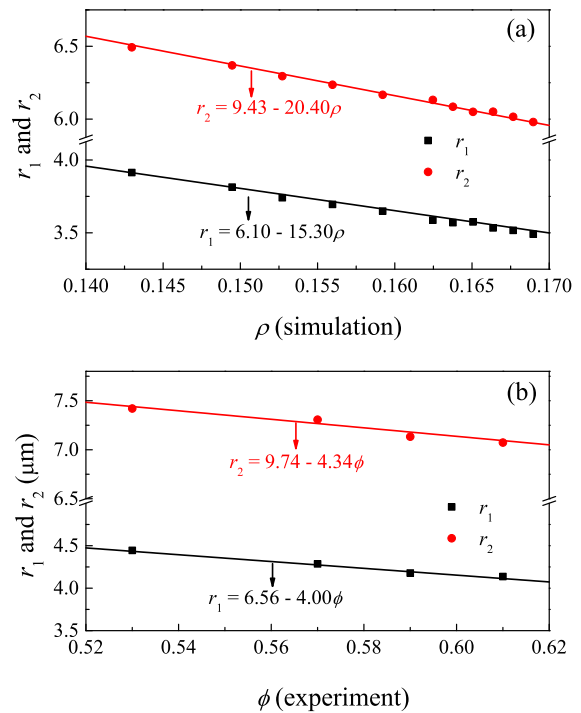 (a)
6.5
6.0
4.0
3.5
r₁ and r₂
r₂ = 9.43 - 20.40ρ
r₁
r₂
r₁ = 6.10 - 15.30ρ
0.140 0.145 0.150 0.155 0.160 0.165 0.170
ρ (simulation)
(b)
7.5
7.0
6.5
4.5
4.0
3.5
r₁ and r₂ (μm)
r₂ = 9.74 - 4.34ϕ
r₁
r₂
r₁ = 6.56 - 4.00ϕ
0.52 0.54 0.56 0.58 0.60 0.62
ϕ (experiment)